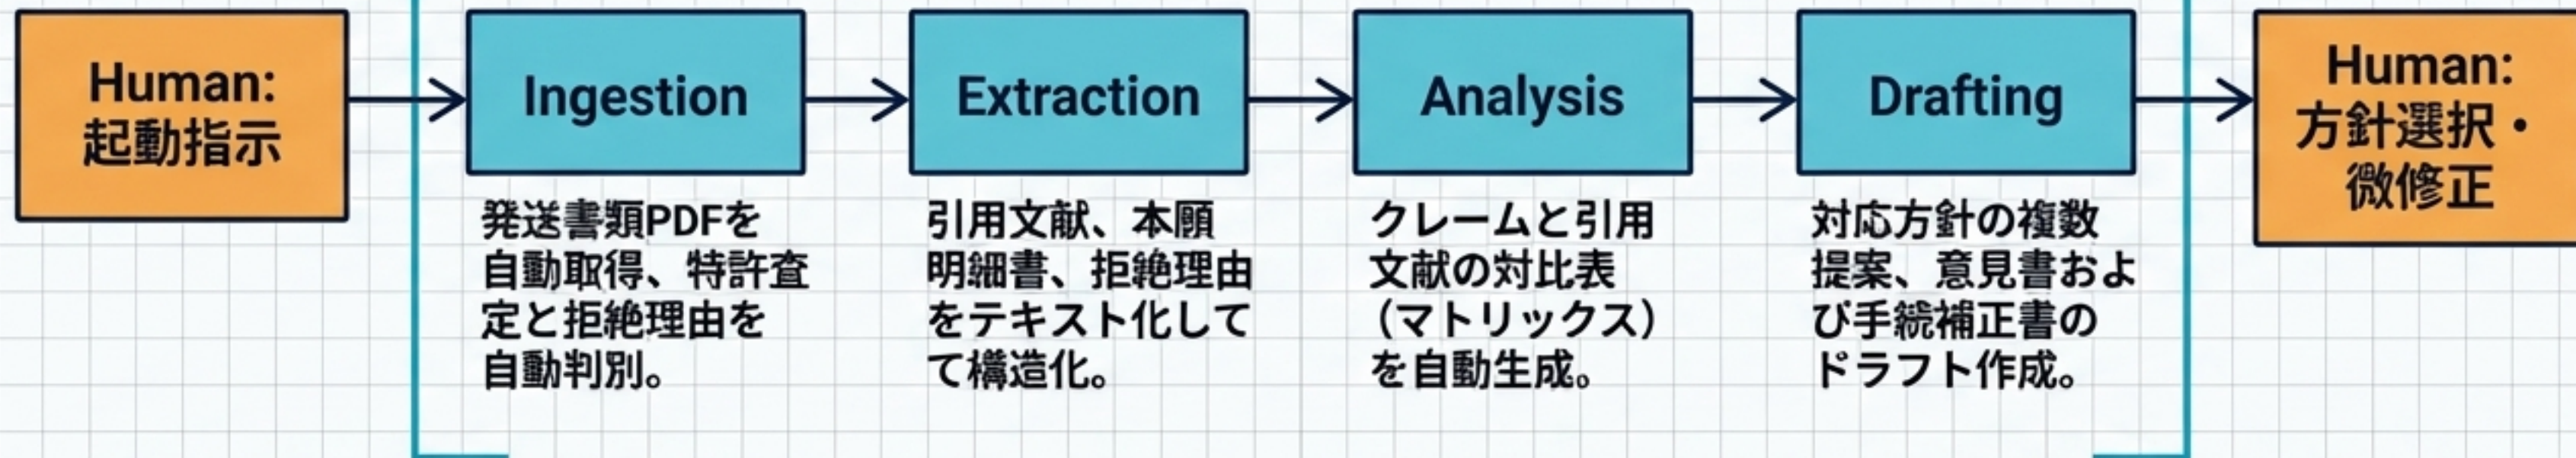 Human:
起動指示
Ingestion
発送書類PDFを
自動取得、特許査
定と拒絶理由を
自動判別。
Extraction
引用文献、本願
明細書、拒絶理由
をテキスト化して
て構造化。
Analysis
クレームと引用
文献の対比表
（マトリックス）
を自動生成。
Drafting
対応方針の複数
提案、意見書およ
び手続補正書の
ドラフト作成。
Human:
方針選択・
微修正